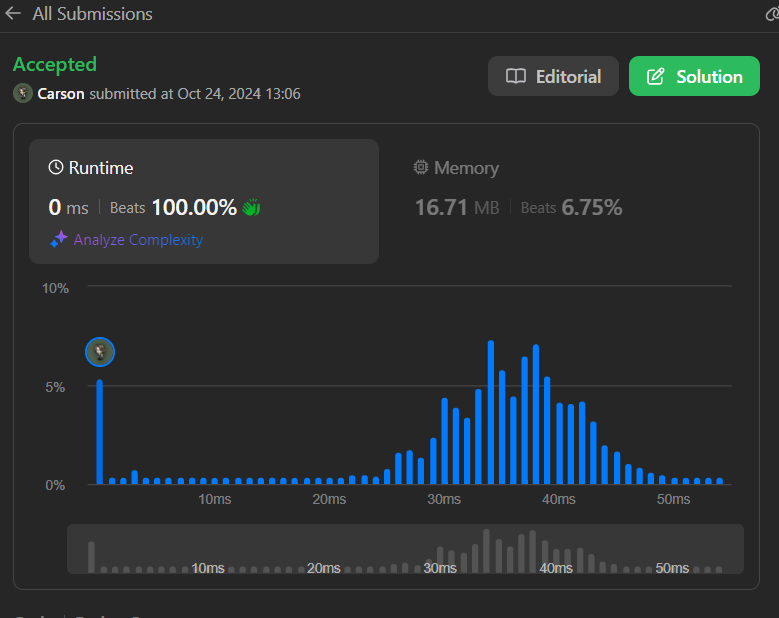 All Submissions
Accepted
Editorial
Solution
Carson submitted at Oct 24, 2024 13:06
Runtime
Memory
0 ms | Beats 100.00%
16.71 MB | Beats 6.75%
Analyze Complexity
10%
5%
0%
10ms 20ms 30ms 40ms 50ms
10ms 20ms 30ms 40ms 50ms